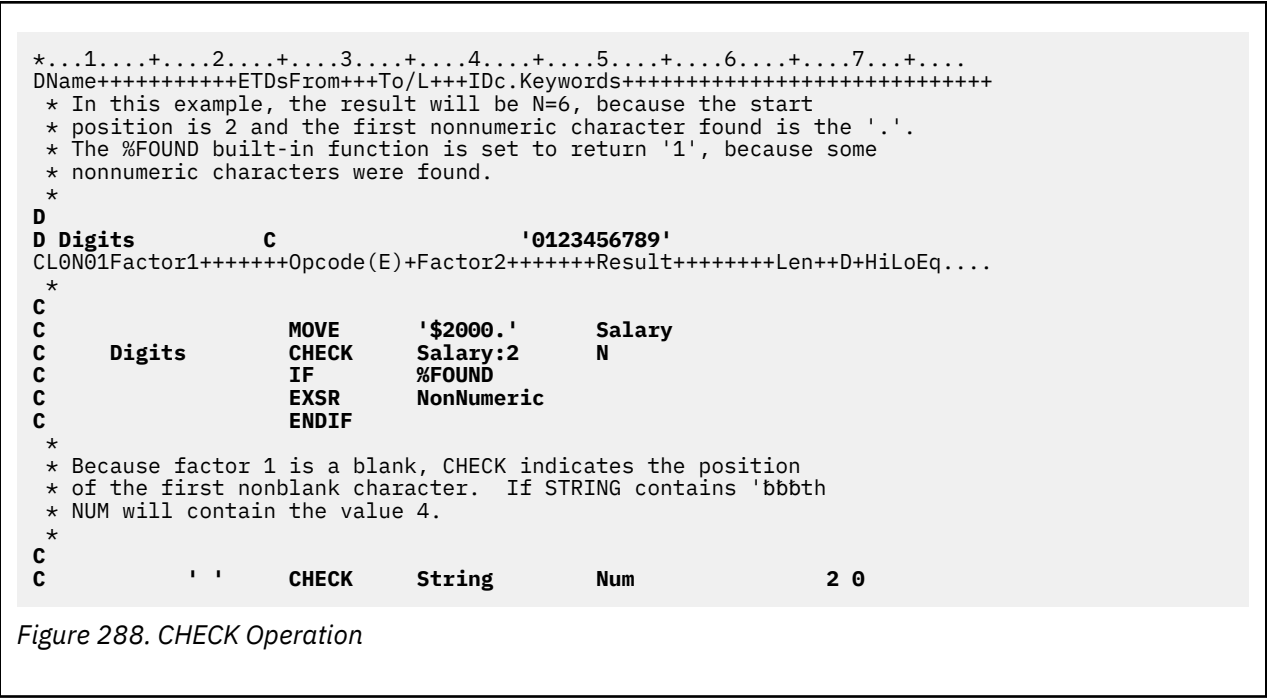 *...1....+....2....+....3....+....4....+....5....+....6....+....7...+....
DName+++++++++++ETDsFrom+++To/L+++IDc.Keywords+++++++++++++++++++++++++++++
 * In this example, the result will be N=6, because the start
 * position is 2 and the first nonnumeric character found is the '.'.
 * The %FOUND built-in function is set to return '1', because some
 * nonnumeric characters were found.
 *
D
D Digits          C                   '0123456789'
CL0N01Factor1+++++++Opcode(E)+Factor2+++++++Result++++++++Len++D+HiLoEq....
 *
C
C                   MOVE      '$2000.'      Salary
C     Digits        CHECK     Salary:2      N
C                   IF        %FOUND
C                   EXSR      NonNumeric
C                   ENDIF
 *
 * Because factor 1 is a blank, CHECK indicates the position
 * of the first nonblank character.  If STRING contains 'ƀƀƀth
 * NUM will contain the value 4.
 *
C
C           ' '     CHECK     String        Num               2 0
Figure 288. CHECK Operation